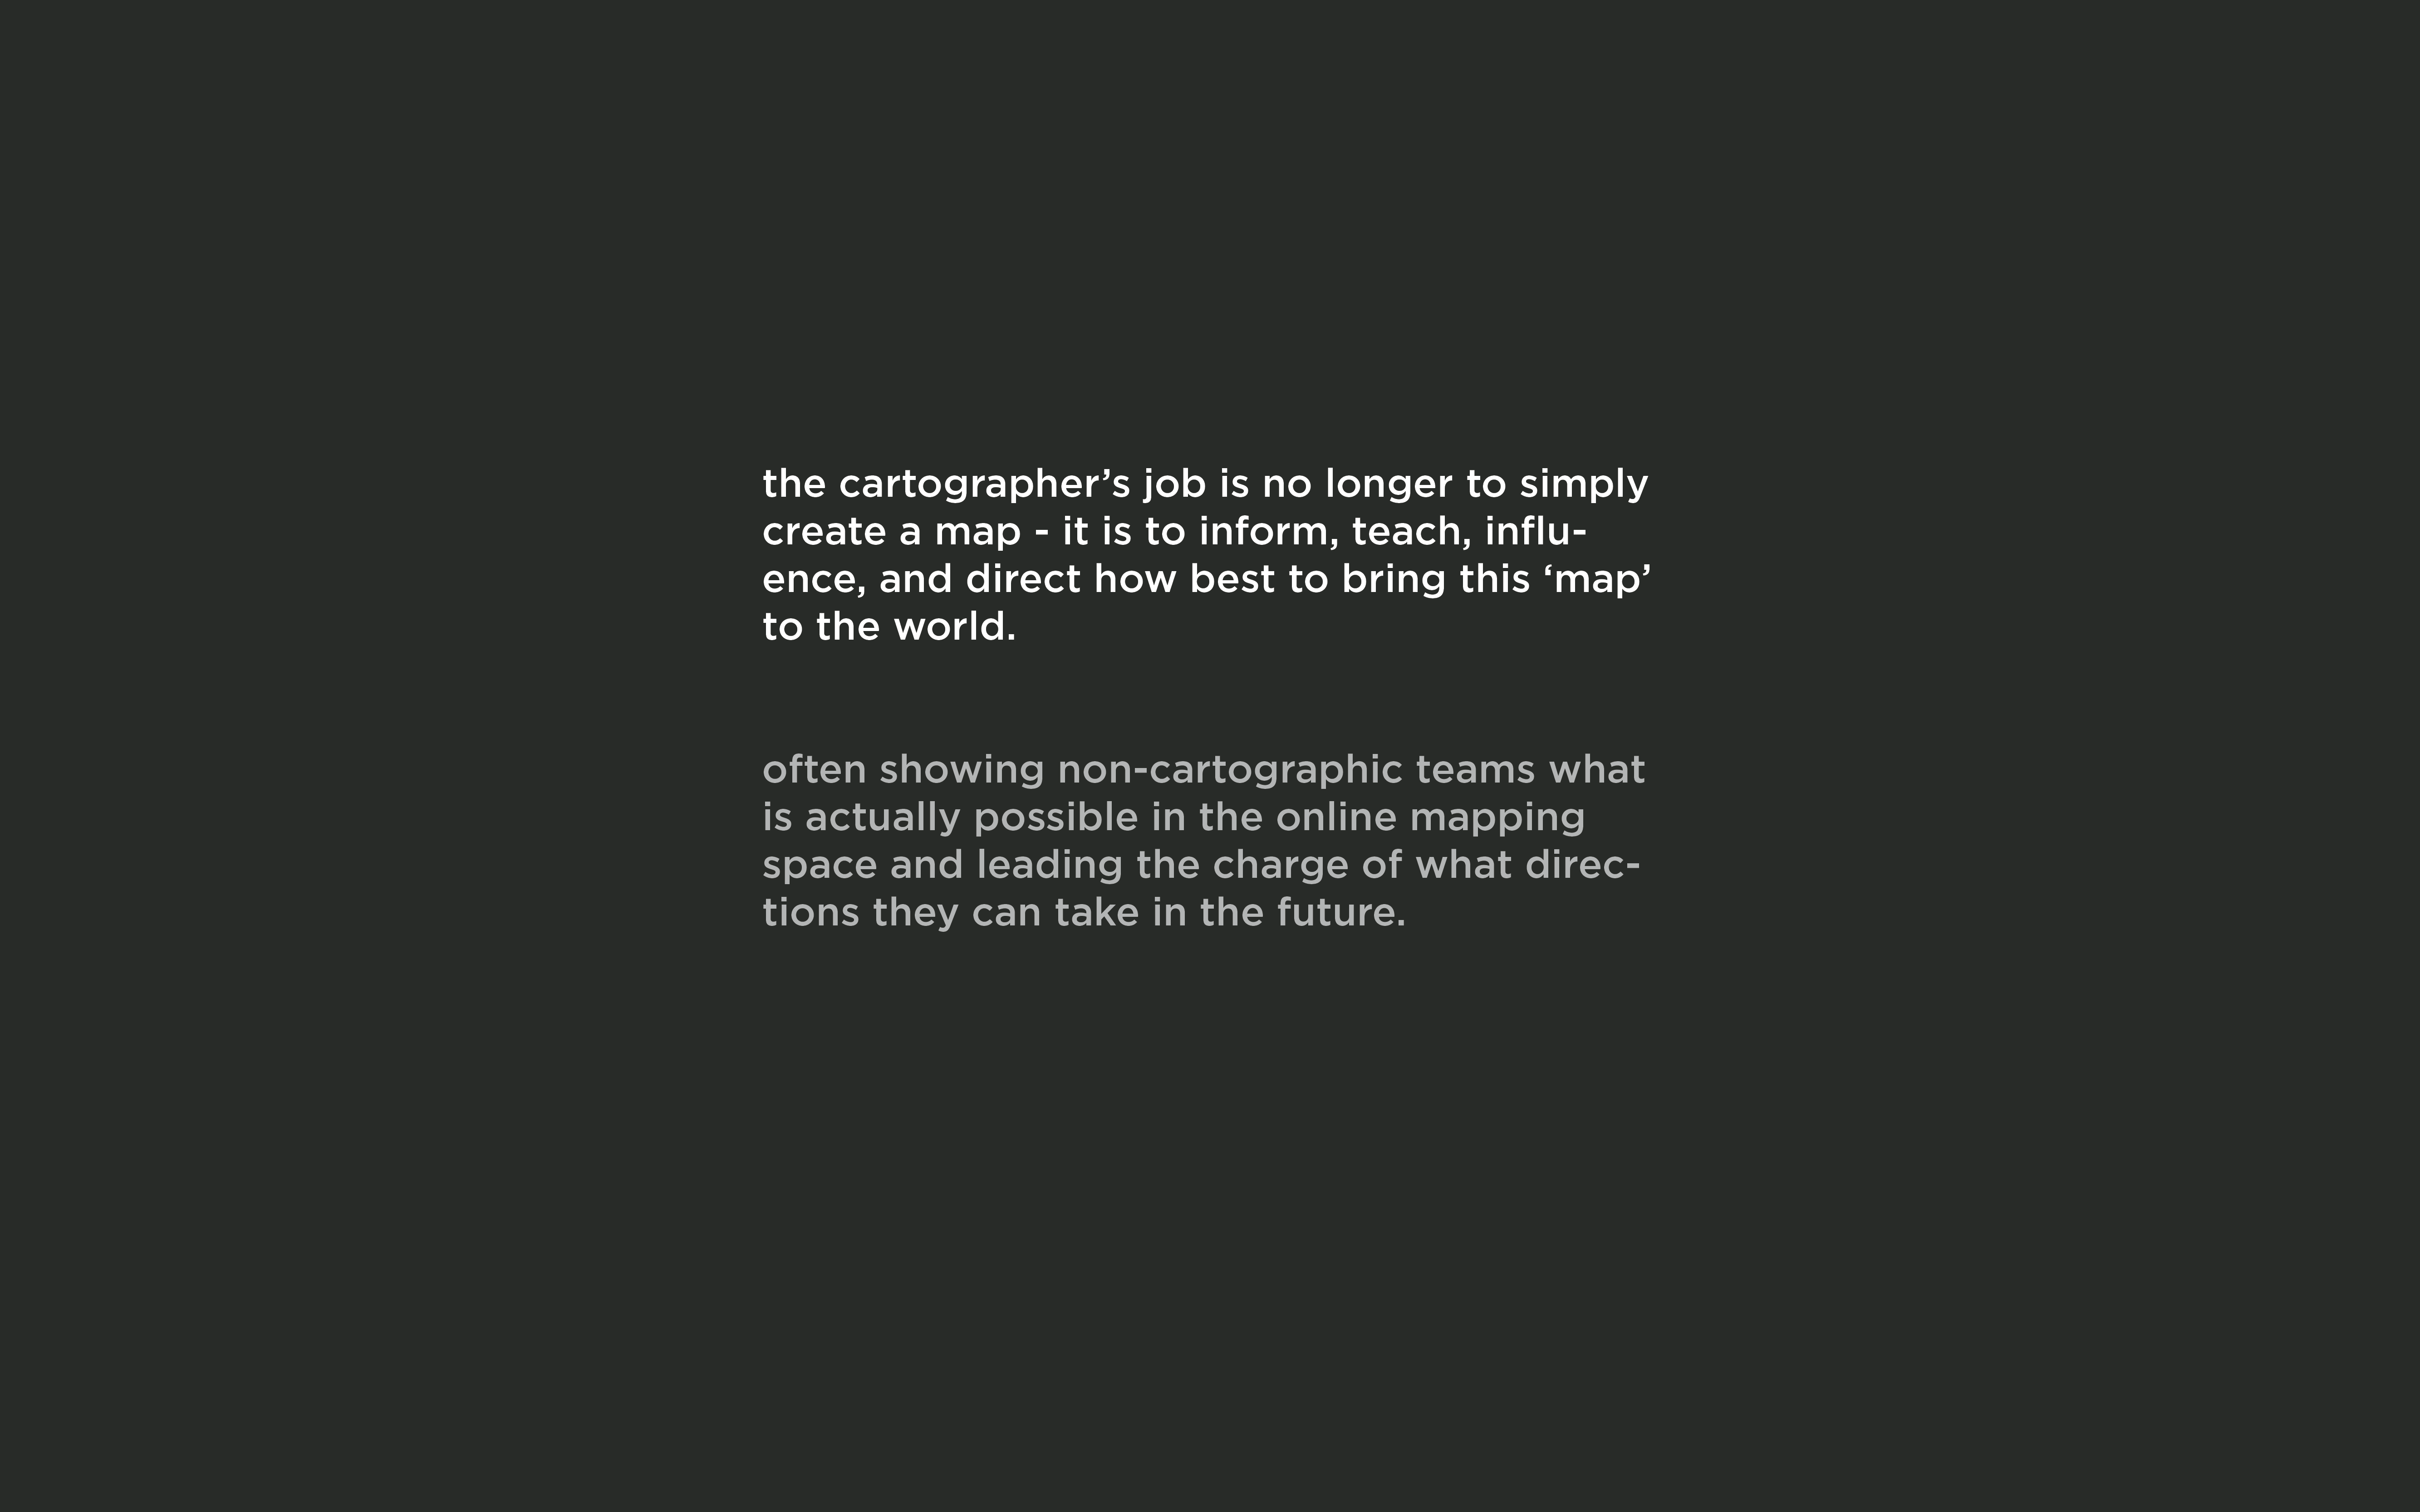 the cartographer’s job is no longer to simply
create a map - it is to inform, teach, influ-
ence, and direct how best to bring this ‘map’
to the world.
often showing non-cartographic teams what
is actually possible in the online mapping
space and leading the charge of what direc-
tions they can take in the future.